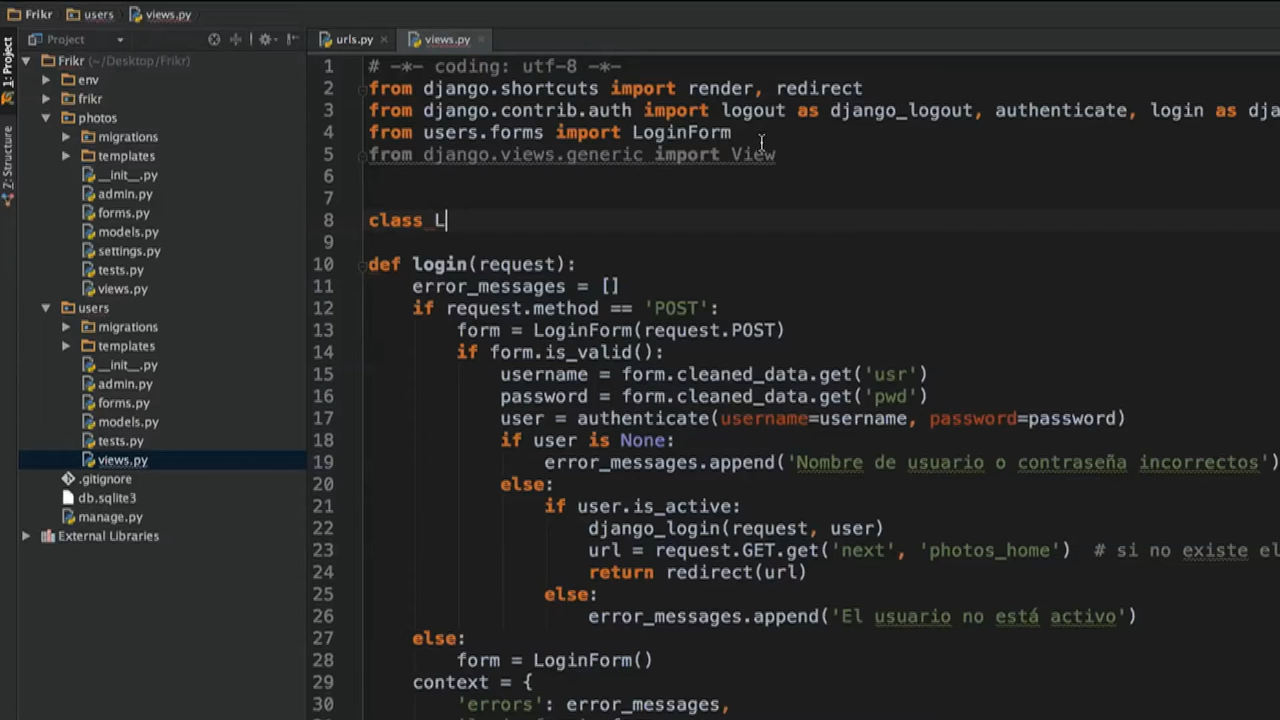 Frikr users views.py
1: Project
Z: Structure
Project
urls.py views.py
Frikr (~/Desktop/Frikr)
env
frikr
photos
migrations
templates
__init__.py
admin.py
forms.py
models.py
settings.py
tests.py
views.py
users
migrations
templates
__init__.py
admin.py
forms.py
models.py
tests.py
views.py
.gitignore
db.sqlite3
manage.py
External Libraries
1 # -*- coding: utf-8 -*-
2 from django.shortcuts import render, redirect
3 from django.contrib.auth import logout as django_logout, authenticate, login as dja
4 from users.forms import LoginForm
5 from django.views.generic import View
6
7
8 class L
9
10 def login(request):
11 error_messages = []
12 if request.method == 'POST':
13 form = LoginForm(request.POST)
14 if form.is_valid():
15 username = form.cleaned_data.get('usr')
16 password = form.cleaned_data.get('pwd')
17 user = authenticate(username=username, password=password)
18 if user is None:
19 error_messages.append('Nombre de usuario o contraseña incorrectos')
20 else:
21 if user.is_active:
22 django_login(request, user)
23 url = request.GET.get('next', 'photos_home') # si no existe el
24 return redirect(url)
25 else:
26 error_messages.append('El usuario no está activo')
27 else:
28 form = LoginForm()
29 context = {
30 'errors': error_messages,